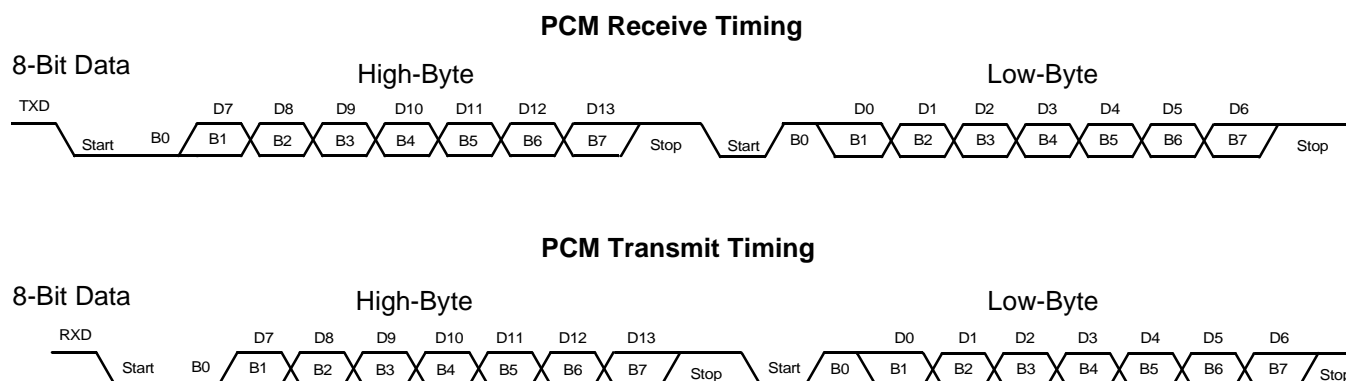 PCM Receive Timing
8-Bit Data
High-Byte
Low-Byte
TXD
D7 D8 D9 D10 D11 D12 D13
D0 D1 D2 D3 D4 D5 D6
Start B0 B1 B2 B3 B4 B5 B6 B7 Stop Start B0 B1 B2 B3 B4 B5 B6 B7 Stop
PCM Transmit Timing
8-Bit Data
High-Byte
Low-Byte
RXD
D7 D8 D9 D10 D11 D12 D13
D0 D1 D2 D3 D4 D5 D6
Start B0 B1 B2 B3 B4 B5 B6 B7 Stop Start B0 B1 B2 B3 B4 B5 B6 B7 Stop